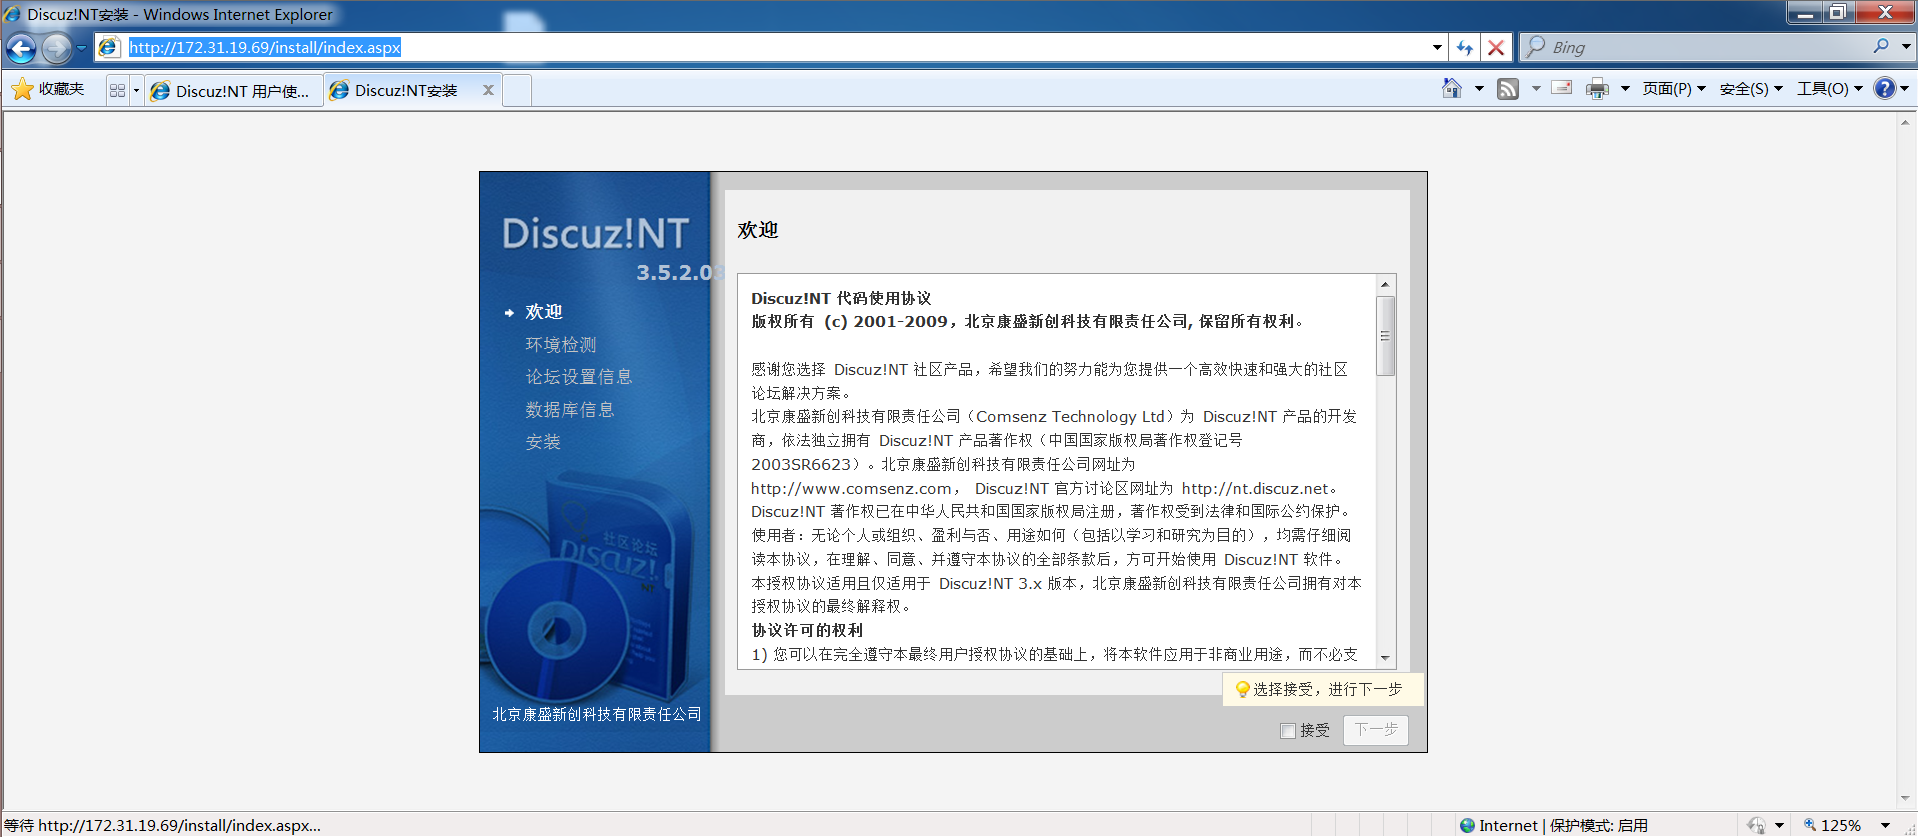 Discuz!NT安装 - Windows Internet Explorer
http://172.31.19.69/install/index.aspx
Bing
收藏夹
Discuz!NT 用户使...
Discuz!NT安装
页面(P)
安全(S)
工具(O)
Discuz!NT
3.5.2.03
欢迎
环境检测
论坛设置信息
数据库信息
安装
社区论坛
Discuz!
NT
北京康盛新创科技有限责任公司
欢迎
Discuz!NT 代码使用协议
版权所有 (c) 2001-2009，北京康盛新创科技有限责任公司, 保留所有权利。
感谢您选择 Discuz!NT 社区产品，希望我们的努力能为您提供一个高效快速和强大的社区
论坛解决方案。
北京康盛新创科技有限责任公司（Comsenz Technology Ltd）为 Discuz!NT 产品的开发
商，依法独立拥有 Discuz!NT 产品著作权（中国国家版权局著作权登记号
2003SR6623）。北京康盛新创科技有限责任公司网址为
http://www.comsenz.com， Discuz!NT 官方讨论区网址为 http://nt.discuz.net。
Discuz!NT 著作权已在中华人民共和国国家版权局注册，著作权受到法律和国际公约保护。
使用者：无论个人或组织、盈利与否、用途如何（包括以学习和研究为目的），均需仔细阅
读本协议，在理解、同意、并遵守本协议的全部条款后，方可开始使用 Discuz!NT 软件。
本授权协议适用且仅适用于 Discuz!NT 3.x 版本，北京康盛新创科技有限责任公司拥有对本
授权协议的最终解释权。
协议许可的权利
1) 您可以在完全遵守本最终用户授权协议的基础上，将本软件应用于非商业用途，而不必支
选择接受，进行下一步
接受
下一步
等待 http://172.31.19.69/install/index.aspx...
Internet | 保护模式: 启用
125%